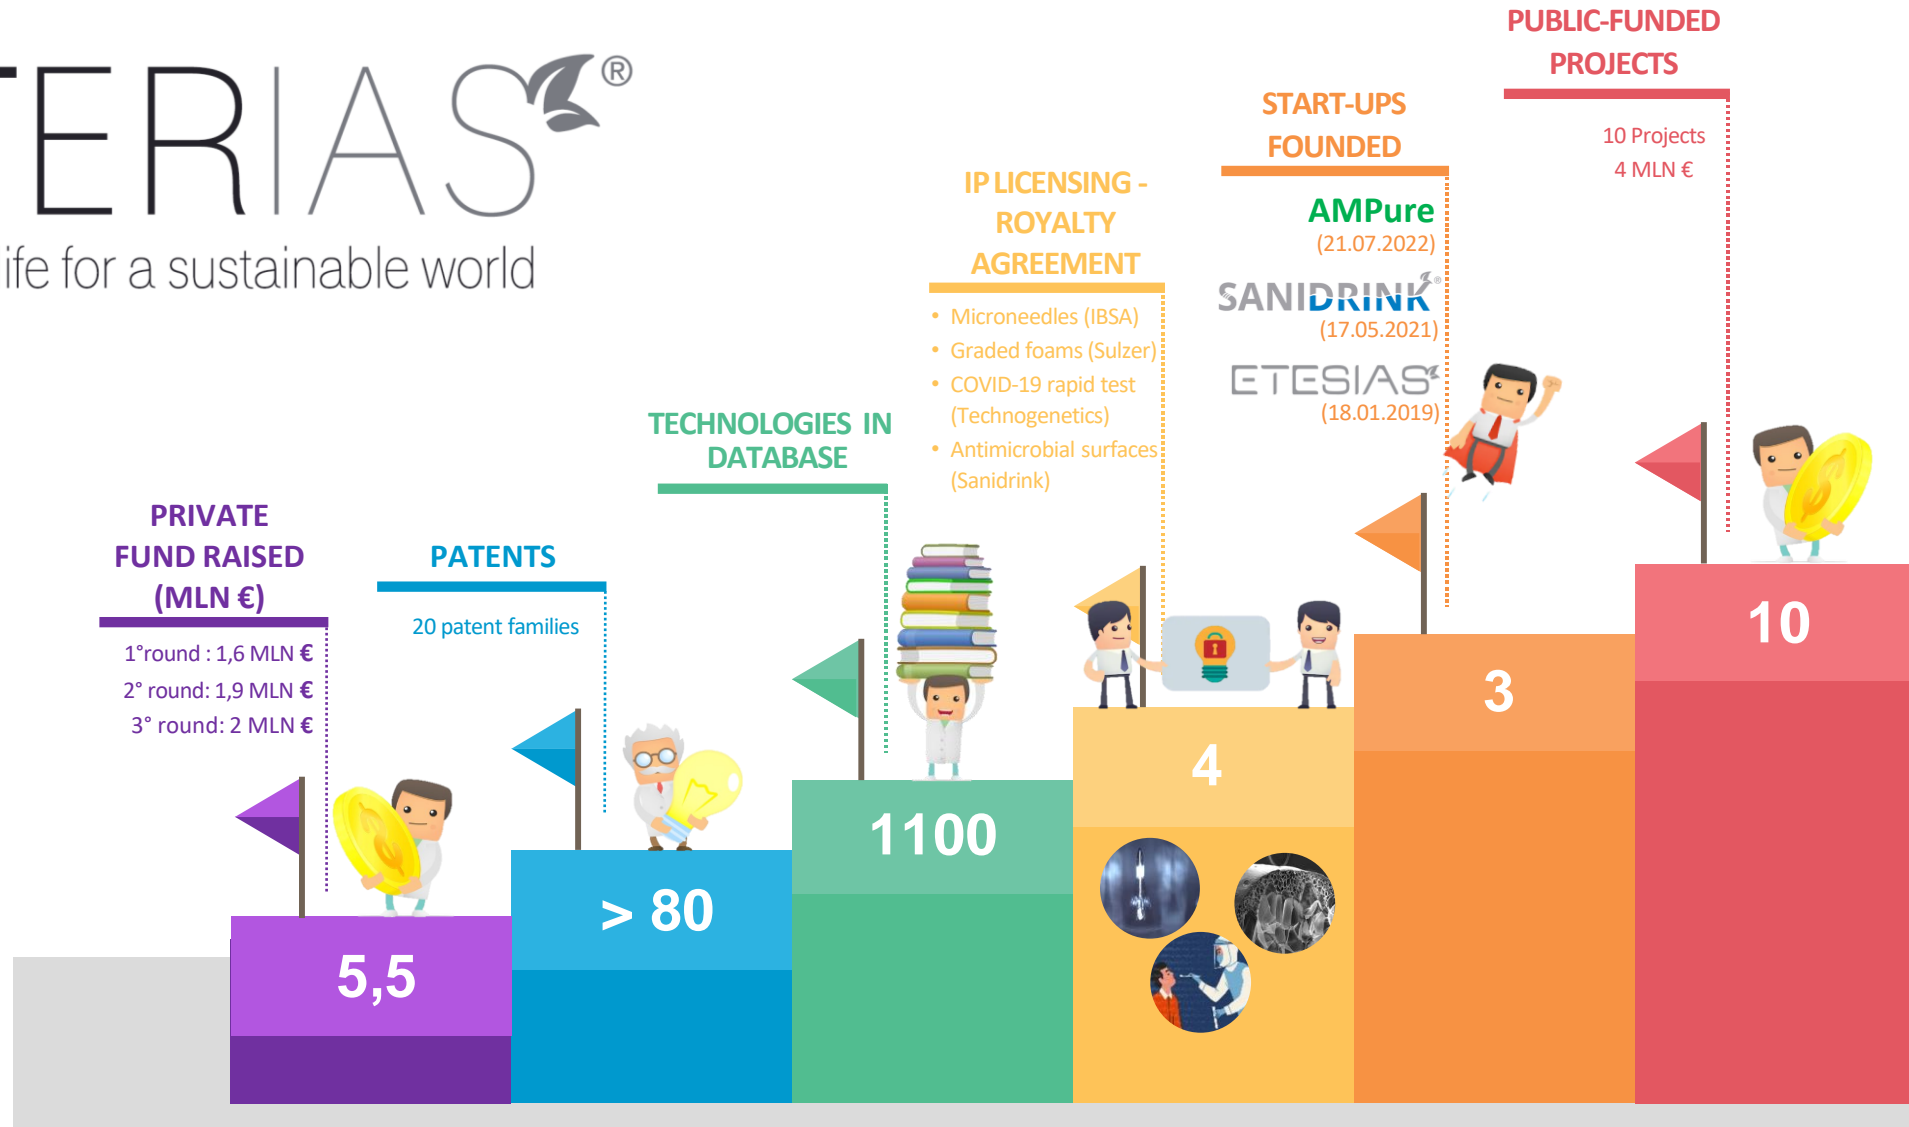 TERIAS®
ife for a sustainable world
PRIVATE
FUND RAISED
(MLN €)
1°round : 1,6 MLN €
2° round: 1,9 MLN €
3° round: 2 MLN €
5,5
PATENTS
20 patent families
> 80
TECHNOLOGIES IN
DATABASE
1100
IP LICENSING -
ROYALTY
AGREEMENT
• Microneedles (IBSA)
• Graded foams (Sulzer)
• COVID-19 rapid test
(Technogenetics)
• Antimicrobial surfaces
(Sanidrink)
4
START-UPS
FOUNDED
AMPure
(21.07.2022)
SANIDRINK®
(17.05.2021)
ETESIAS
(18.01.2019)
3
PUBLIC-FUNDED
PROJECTS
10 Projects
4 MLN €
10